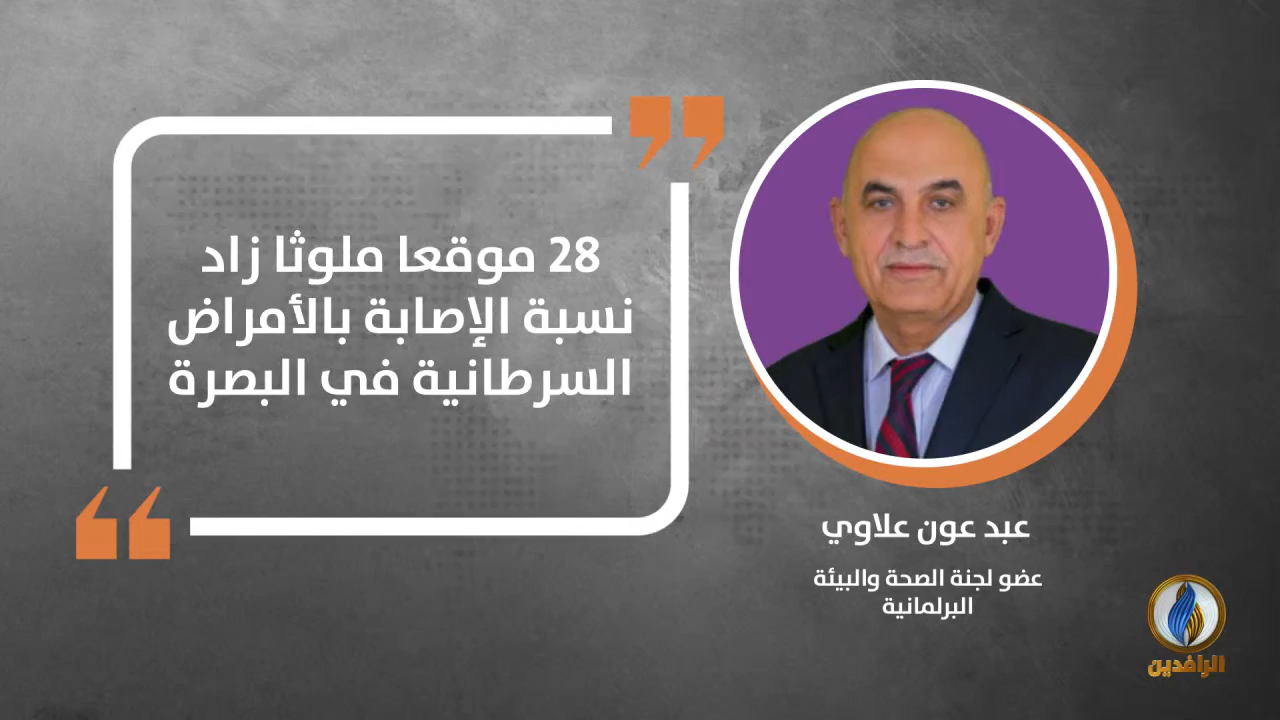 28 موقعا ملوثا زاد
نسبة الإصابة بالأمراض
السرطانية في البصرة
عبد عون علاوي
عضو لجنة الصحة والبيئة
البرلمانية
الرافدين